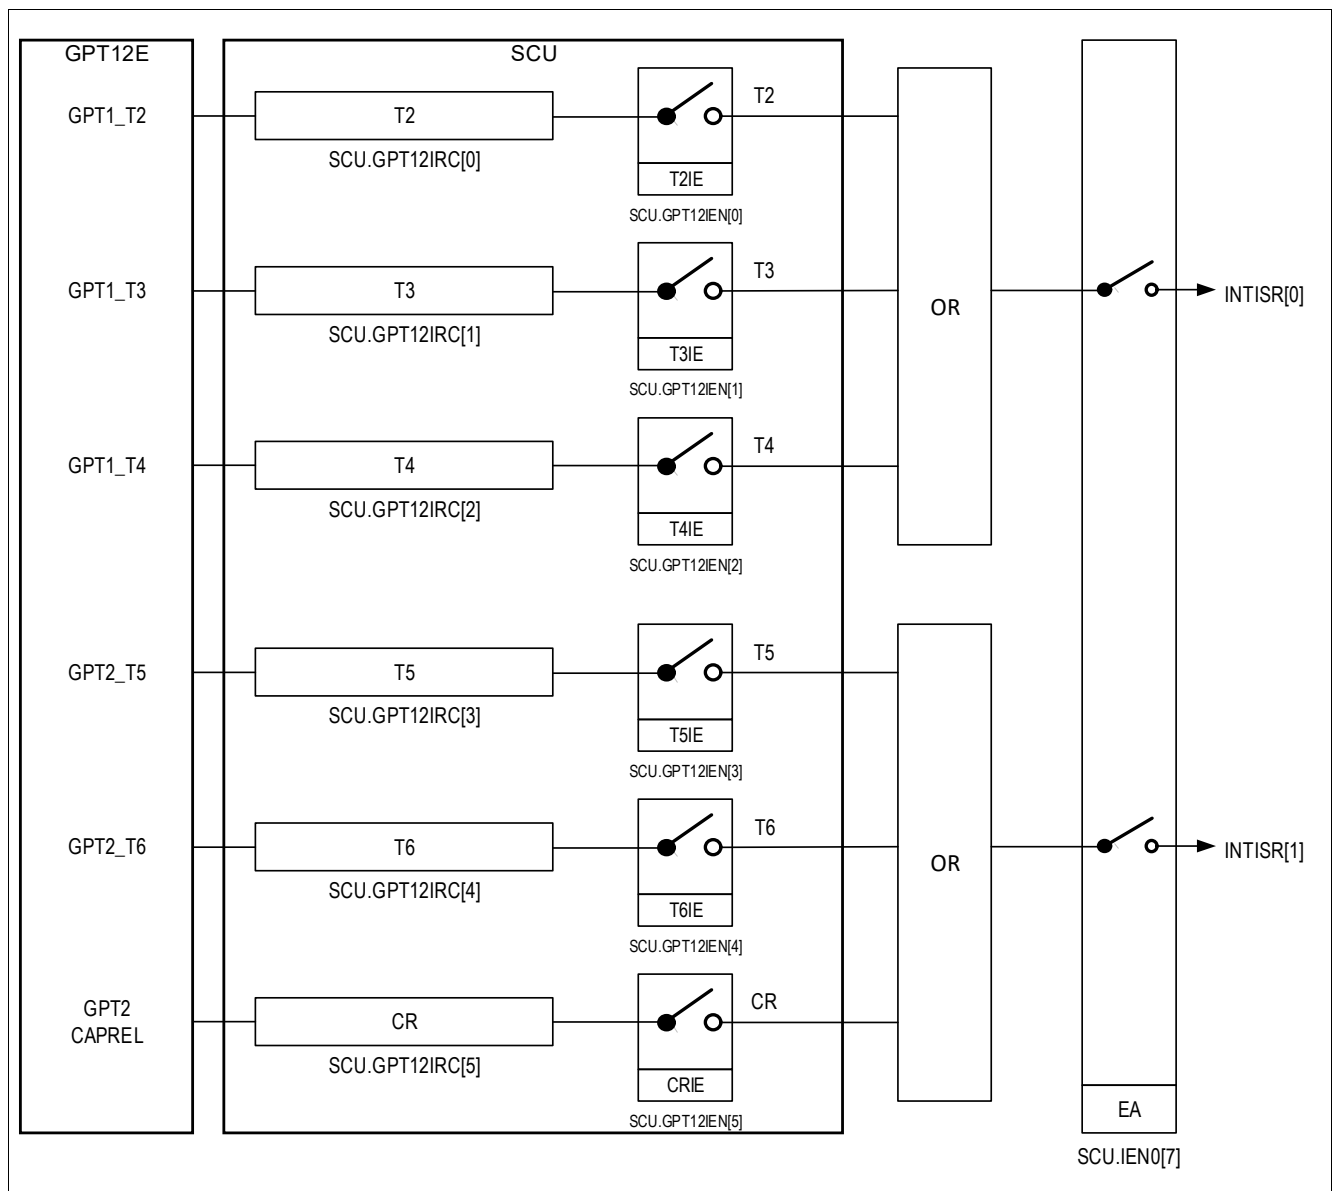 GPT12E
SCU
GPT1_T2
T2
T2
SCU.GPT12IRC[0]
T2IE
SCU.GPT12IEN[0]
GPT1_T3
T3
T3
SCU.GPT12IRC[1]
T3IE
SCU.GPT12IEN[1]
OR
INTISR[0]
GPT1_T4
T4
T4
SCU.GPT12IRC[2]
T4IE
SCU.GPT12IEN[2]
GPT2_T5
T5
T5
SCU.GPT12IRC[3]
T5IE
SCU.GPT12IEN[3]
GPT2_T6
T6
T6
SCU.GPT12IRC[4]
T6IE
SCU.GPT12IEN[4]
OR
INTISR[1]
GPT2
CAPREL
CR
CR
SCU.GPT12IRC[5]
CRIE
SCU.GPT12IEN[5]
EA
SCU.IEN0[7]